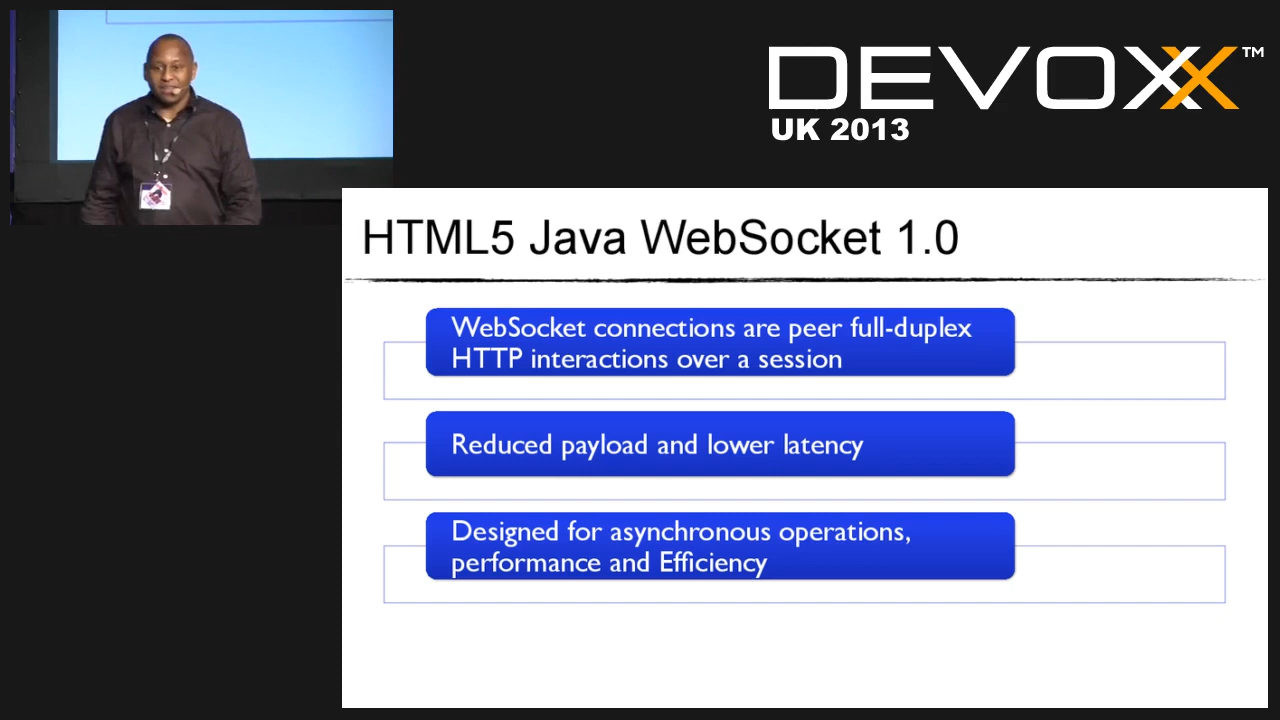 DEVOXX™
UK 2013
HTML5 Java WebSocket 1.0
WebSocket connections are peer full-duplex
HTTP interactions over a session
Reduced payload and lower latency
Designed for asynchronous operations,
performance and Efficiency